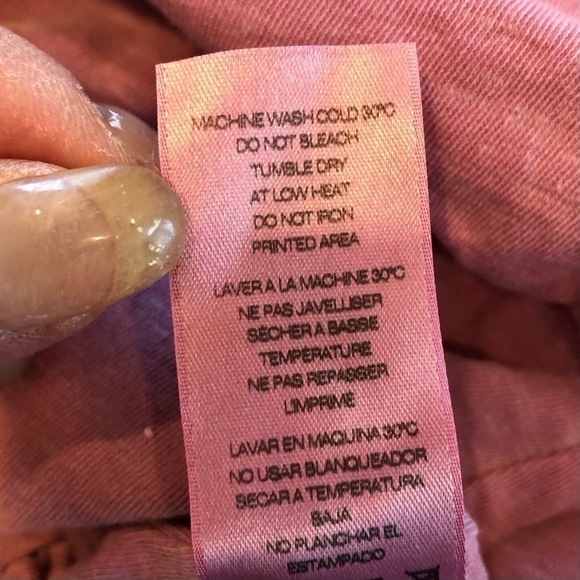 MACHINE WASH COLD 30°C
DO NOT BLEACH
TUMBLE DRY
AT LOW HEAT
DO NOT IRON
PRINTED AREA
LAVER A LA MACHINE 30°C
NE PAS JAVELLISER
SÉCHER A BASSE
TEMPÉRATURE
NE PAS REPASSER
L'IMPRIMÉ
LAVAR EN MAQUINA 30°C
NO USAR BLANQUEADOR
SECAR A TEMPERATURA
BAJA
NO PLANCHAR EL
ESTAMPADO